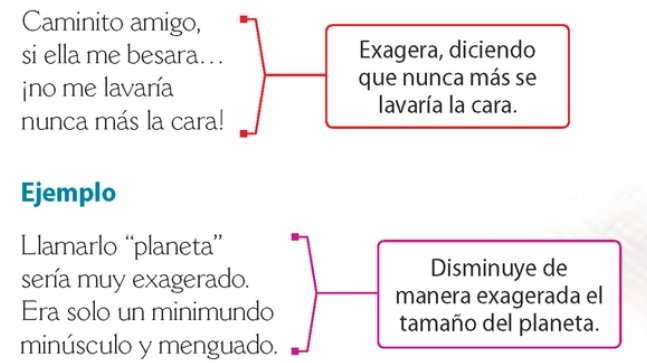 Caminito amigo,
si ella me besara…
¡no me lavaría
nunca más la cara!
Exagera, diciendo
que nunca más se
lavaría la cara.
Ejemplo
Llamarlo “planeta”
sería muy exagerado.
Era solo un minimundo
minúsculo y menguado.
Disminuye de
manera exagerada el
tamaño del planeta.